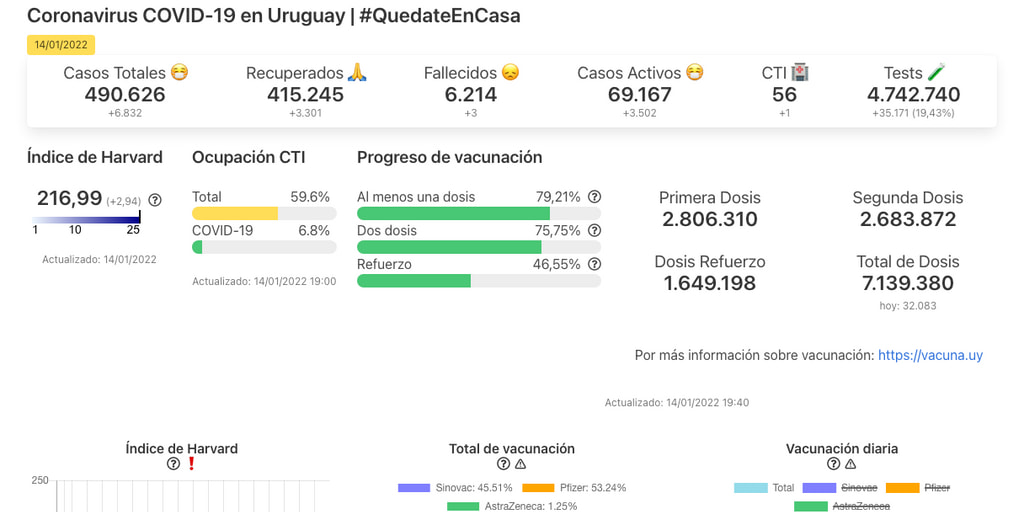 Coronavirus COVID-19 en Uruguay | #QuedateEnCasa
14/01/2022
Casos Totales 😷 Recuperados 🙏 Fallecidos 😞 Casos Activos 😷 CTI 🏥 Tests 🧪
490.626 415.245 6.214 69.167 56 4.742.740
+6.832 +3.301 +3 +3.502 +1 +35.171 (19,43%)
Índice de Harvard Ocupación CTI Progreso de vacunación
216,99 (+2,94)
1 10 25
Actualizado: 14/01/2022
Total 59.6%
COVID-19 6.8%
Actualizado: 14/01/2022 19:00
Al menos una dosis 79,21%
Dos dosis 75,75%
Refuerzo 46,55%
Primera Dosis Segunda Dosis
2.806.310 2.683.872
Dosis Refuerzo Total de Dosis
1.649.198 7.139.380
hoy: 32.083
Por más información sobre vacunación: https://vacuna.uy
Actualizado: 14/01/2022 19:40
Índice de Harvard
❗
250
Total de vacunación
Sinovac: 45.51% Pfizer: 53.24%
AstraZeneca: 1.25%
Vacunación diaria
Total Sinovac Pfizer
AstraZeneca